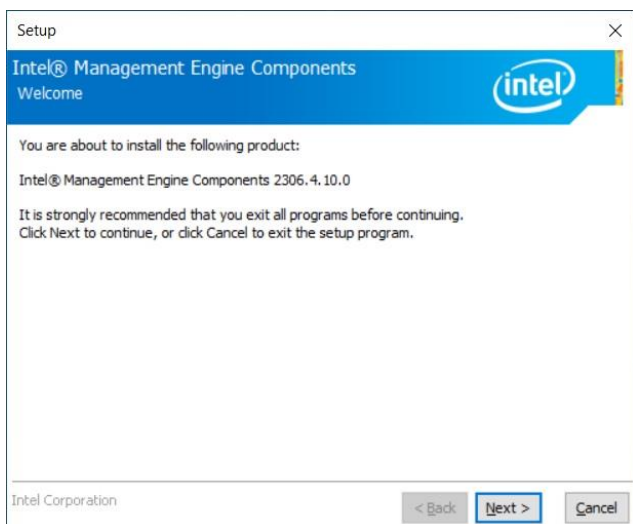 Setup
Intel® Management Engine Components
Welcome
intel
You are about to install the following product:
Intel® Management Engine Components 2306.4.10.0
It is strongly recommended that you exit all programs before continuing.
Click Next to continue, or click Cancel to exit the setup program.
Intel Corporation
< Back Next > Cancel